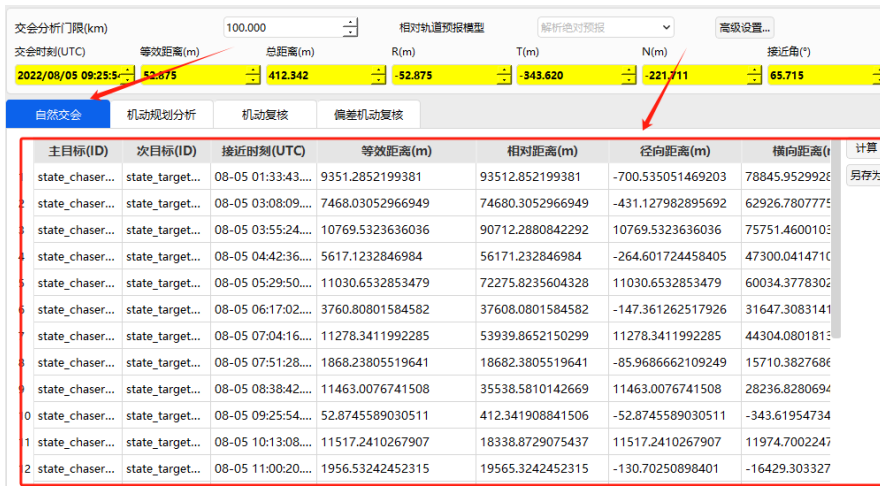 交会分析门限(km) 100.000 相对轨道预报模型 解析绝对预报 高级设置...
交会时刻(UTC) 等效距离(m) 总距离(m) R(m) T(m) N(m) 接近角(°)
2022/08/05 09:25:54 52.875 412.342 -52.875 -343.620 -221.711 65.715
自然交会 机动规划分析 机动复核 偏差机动复核
主目标(ID) 次目标(ID) 接近时刻(UTC) 等效距离(m) 相对距离(m) 径向距离(m) 横向距离(r 计算
1 state_chaser... state_target... 08-05 01:33:43.... 9351.2852199381 93512.852199381 -700.535051469203 78845.9529928 另存为
2 state_chaser... state_target... 08-05 03:08:09.... 7468.03052966949 74680.3052966949 -431.127982895692 62926.7807775
3 state_chaser... state_target... 08-05 03:55:24.... 10769.5323636036 90712.2880842292 10769.5323636036 75751.4600103
4 state_chaser... state_target... 08-05 04:42:36.... 5617.1232846984 56171.232846984 -264.601724458405 47300.0414710
5 state_chaser... state_target... 08-05 05:29:50.... 11030.6532853479 72275.8235604328 11030.6532853479 60034.3778302
6 state_chaser... state_target... 08-05 06:17:02.... 3760.80801584582 37608.0801584582 -147.361262517926 31647.3083141
7 state_chaser... state_target... 08-05 07:04:16.... 11278.3411992285 53939.8652150299 11278.3411992285 44304.0801813
8 state_chaser... state_target... 08-05 07:51:28.... 1868.23805519641 18682.3805519641 -85.9686662109249 15710.3827686
9 state_chaser... state_target... 08-05 08:38:42.... 11463.0076741508 35538.5810142669 11463.0076741508 28236.8280694
10 state_chaser... state_target... 08-05 09:25:54.... 52.8745589030511 412.341908841506 -52.8745589030511 -343.61954734
11 state_chaser... state_target... 08-05 10:13:08.... 11517.2410267907 18338.8729075437 11517.2410267907 11974.7002247
12 state_chaser... state_target... 08-05 11:00:20.... 1956.53242452315 19565.3242452315 -130.70250898401 -16429.303327